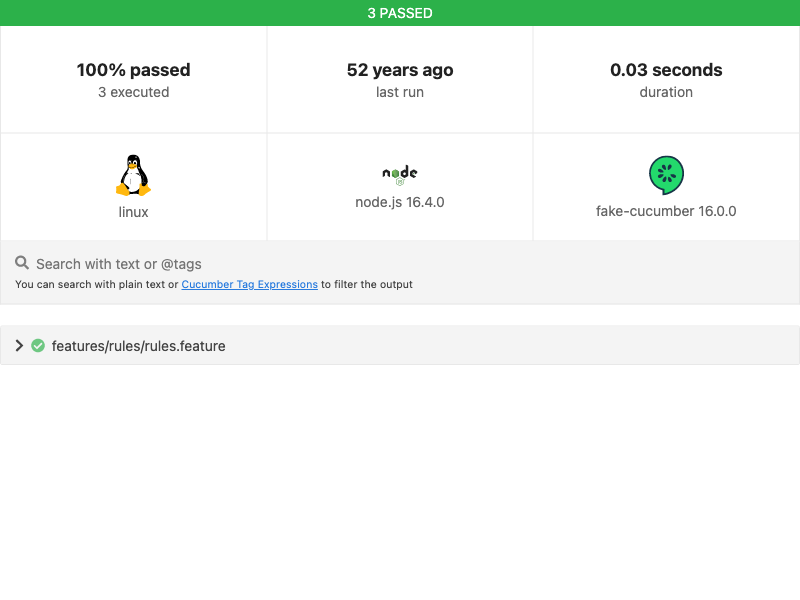 3 PASSED
100% passed
3 executed
52 years ago
last run
0.03 seconds
duration
linux
node
node.js 16.4.0
fake-cucumber 16.0.0
Search with text or @tags
You can search with plain text or Cucumber Tag Expressions to filter the output
features/rules/rules.feature